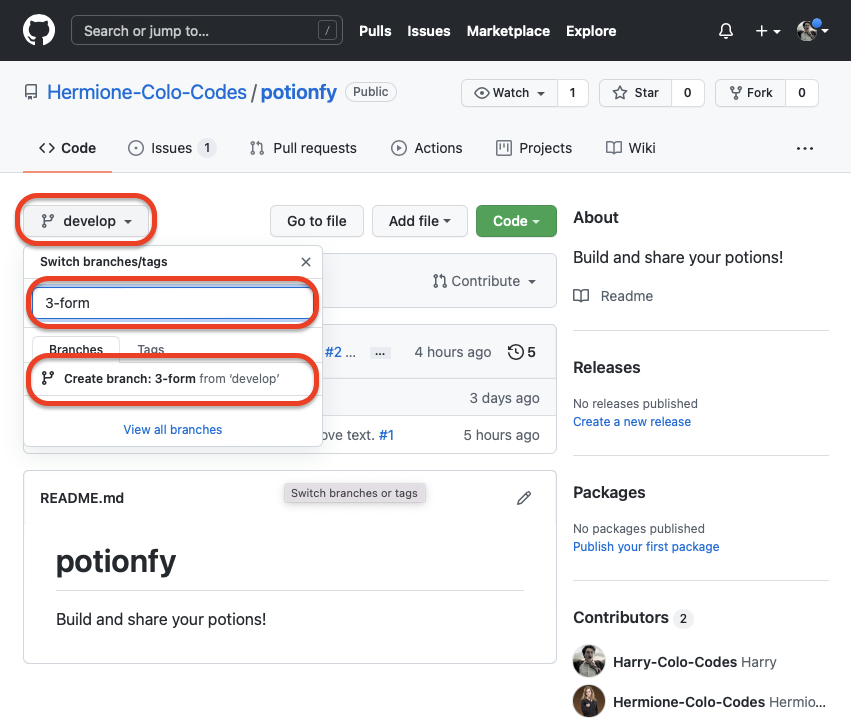 Search or jump to… /
Pulls Issues Marketplace Explore
Hermione-Colo-Codes / potionfy Public
Watch 1 Star 0 Fork 0
Code Issues 1 Pull requests Actions Projects Wiki
develop Go to file Add file Code
Switch branches/tags
3-form
Branches Tags
Create branch: 3-form from ‘develop’
View all branches
Contribute
#2 … 4 hours ago 5
3 days ago
ove text. #1 5 hours ago
Switch branches or tags
README.md
potionfy
Build and share your potions!
About
Build and share your potions!
Readme
Releases
No releases published
Create a new release
Packages
No packages published
Publish your first package
Contributors 2
Harry-Colo-Codes Harry
Hermione-Colo-Codes Hermio...